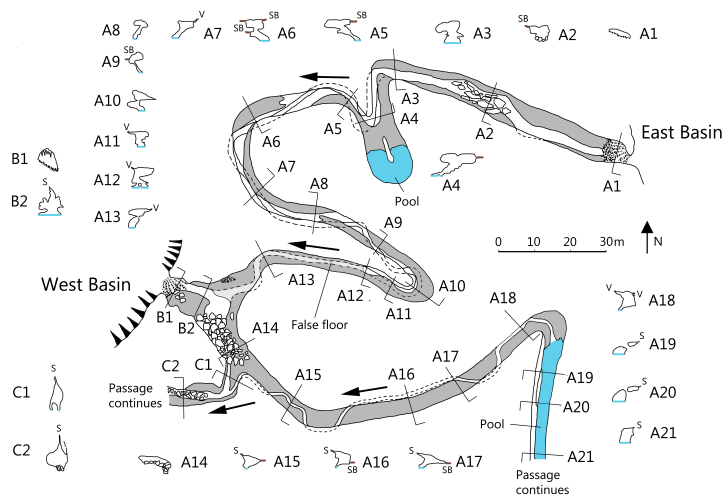 A8 V A7 SB SB A6 SB A5 A3 SB A2 A1
SB A9
A10
V A11
V A12
A13 V
B1
S B2
A3
A4
A5
A6
A2
East Basin
A1
A4
Pool
A7
A8
A9
0 10 20 30 m
N
A10
A11
A12
A13
False floor
West Basin
B1
B2
A14
C1
C2
Passage
continues
A15
A16
A17
A18
A19
A20
Pool
A21
Passage
continues
V V A18
S A19
S A20
S A21
C1 S
C2 S
A14 S A15 S SB A16 S SB A17